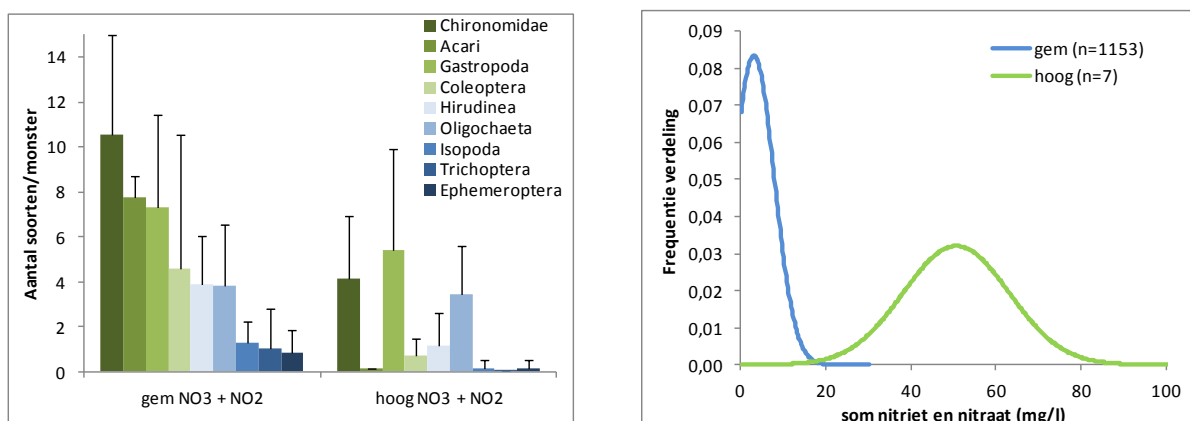 Aantal soorten/monster
14
12
10
8
6
4
2
0
Chironomidae
Acari
Gastropoda
Coleoptera
Hirudinea
Oligochaeta
Isopoda
Trichoptera
Ephemeroptera
gem NO3 + NO2
hoog NO3 + NO2
Frequentie verdeling
0,09
0,08
0,07
0,06
0,05
0,04
0,03
0,02
0,01
0,00
gem (n=1153)
hoog (n=7)
0
20
40
60
80
100
som nitriet en nitraat (mg/l)